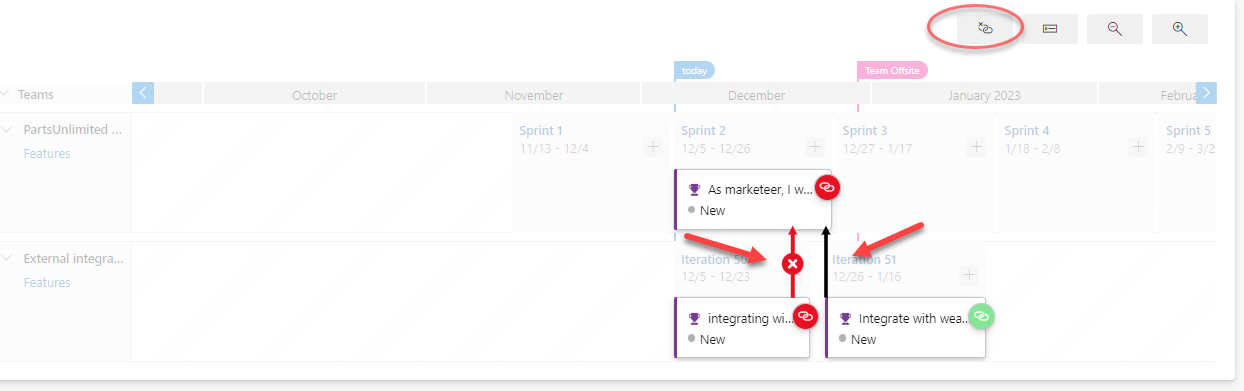 today
Team Offsite
Teams
October
November
December
January 2023
PartsUnlimited ...
Features
Sprint 1
11/13 - 12/4
Sprint 2
12/5 - 12/26
Sprint 3
12/27 - 1/17
Sprint 4
1/18 - 2/8
Sprint 5
2/9 - 3/2
As marketeer, I w...
New
External integra...
Features
Iteration
12/5 - 12/23
Iteration 51
12/26 - 1/16
integrating wi...
New
Integrate with wea...
New